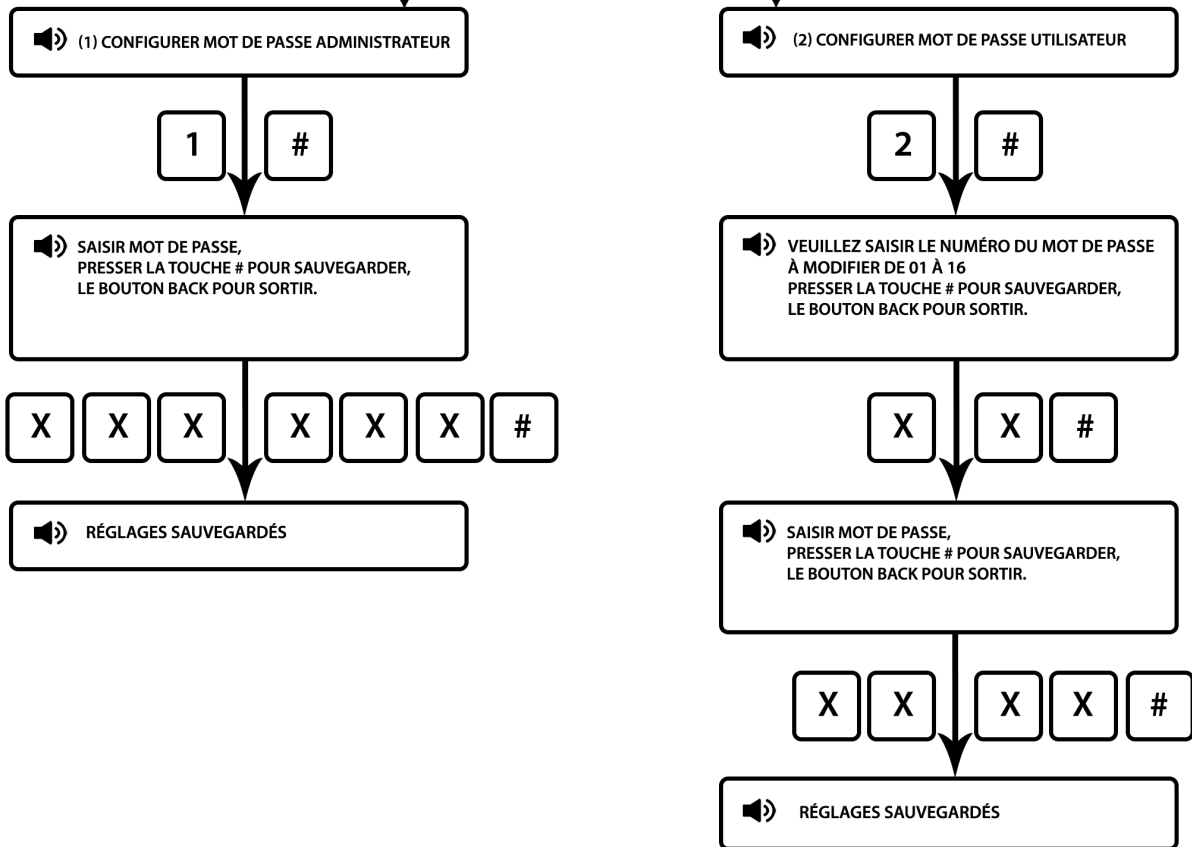 (1) CONFIGURER MOT DE PASSE ADMINISTRATEUR
1 #
SAISIR MOT DE PASSE,
PRESSER LA TOUCHE # POUR SAUVEGARDER,
LE BOUTON BACK POUR SORTIR.
X X X X X X #
RÉGLAGES SAUVEGARDÉS
(2) CONFIGURER MOT DE PASSE UTILISATEUR
2 #
VEUILLEZ SAISIR LE NUMÉRO DU MOT DE PASSE
À MODIFIER DE 01 À 16
PRESSER LA TOUCHE # POUR SAUVEGARDER,
LE BOUTON BACK POUR SORTIR.
X X #
SAISIR MOT DE PASSE,
PRESSER LA TOUCHE # POUR SAUVEGARDER,
LE BOUTON BACK POUR SORTIR.
X X X X #
RÉGLAGES SAUVEGARDÉS